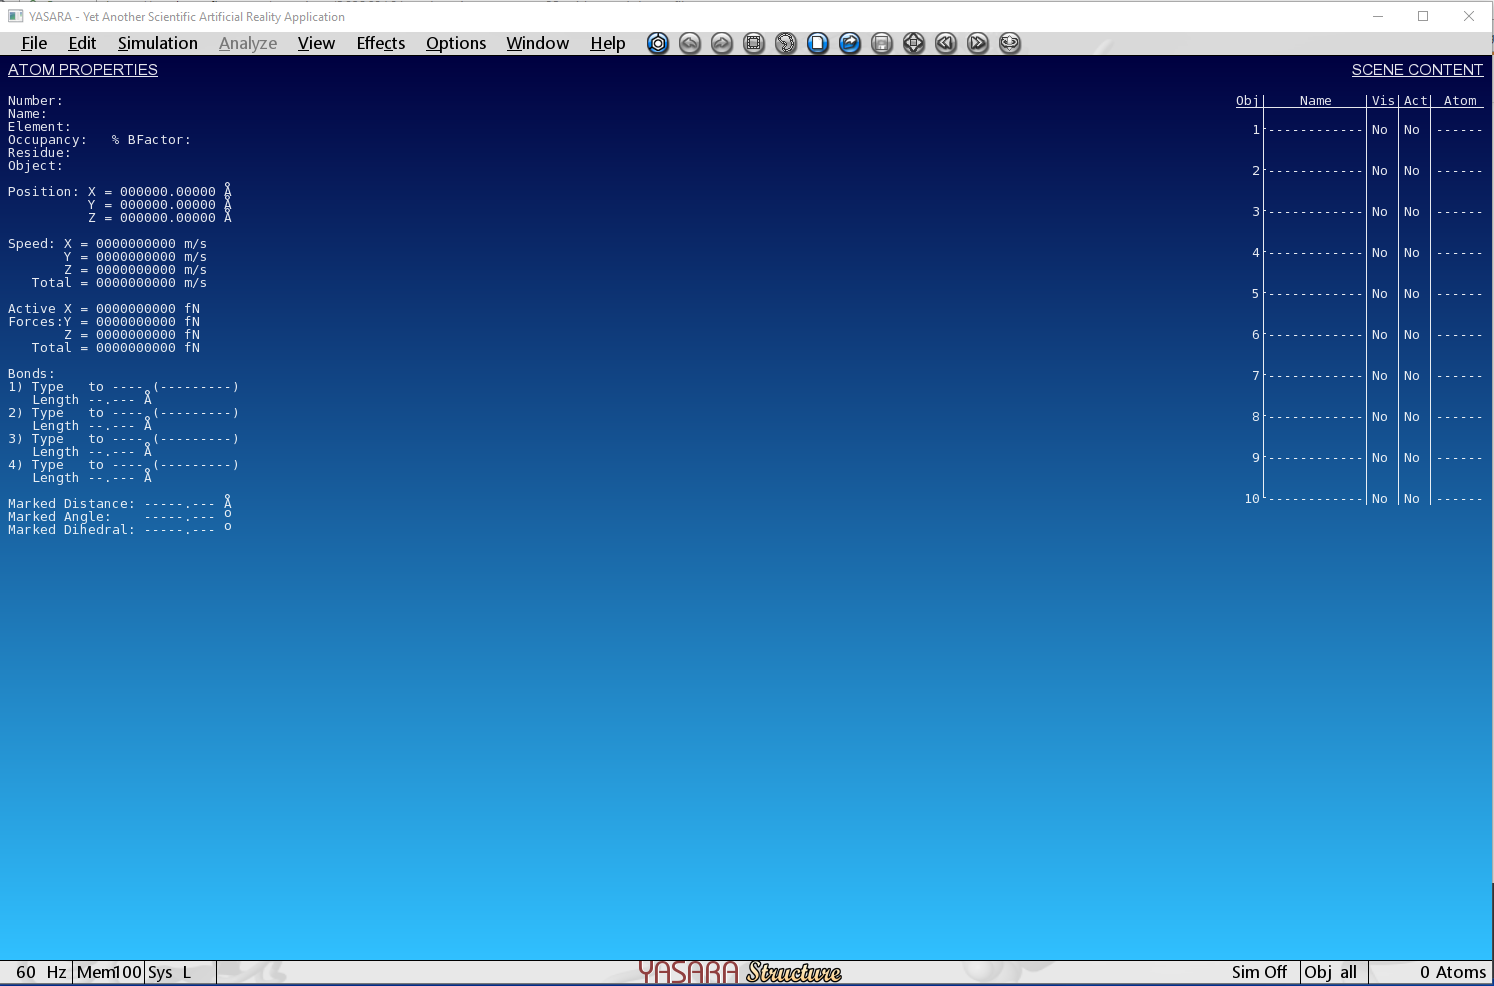 YASARA - Yet Another Scientific Artificial Reality Application
File Edit Simulation Analyze View Effects Options Window Help
ATOM PROPERTIES
Number:
Name:
Element:
Occupancy:   % BFactor:
Residue:
Object:
Position: X = 000000.00000 Å
Y = 000000.00000 Å
Z = 000000.00000 Å
Speed: X = 0000000000 m/s
Y = 0000000000 m/s
Z = 0000000000 m/s
Total = 0000000000 m/s
Active X = 0000000000 fN
Forces:Y = 0000000000 fN
Z = 0000000000 fN
Total = 0000000000 fN
Bonds:
1) Type   to ---- (---------)
Length --.--- Å
2) Type   to ---- (---------)
Length --.--- Å
3) Type   to ---- (---------)
Length --.--- Å
4) Type   to ---- (---------)
Length --.--- Å
Marked Distance: -----.--- Å
Marked Angle:    -----.--- o
Marked Dihedral: -----.--- o
SCENE CONTENT
Obj Name Vis Act Atom
1 ------------ No No ------
2 ------------ No No ------
3 ------------ No No ------
4 ------------ No No ------
5 ------------ No No ------
6 ------------ No No ------
7 ------------ No No ------
8 ------------ No No ------
9 ------------ No No ------
10 ------------ No No ------
60 Hz Mem100 Sys L YASARA Structure Sim Off Obj all 0 Atoms